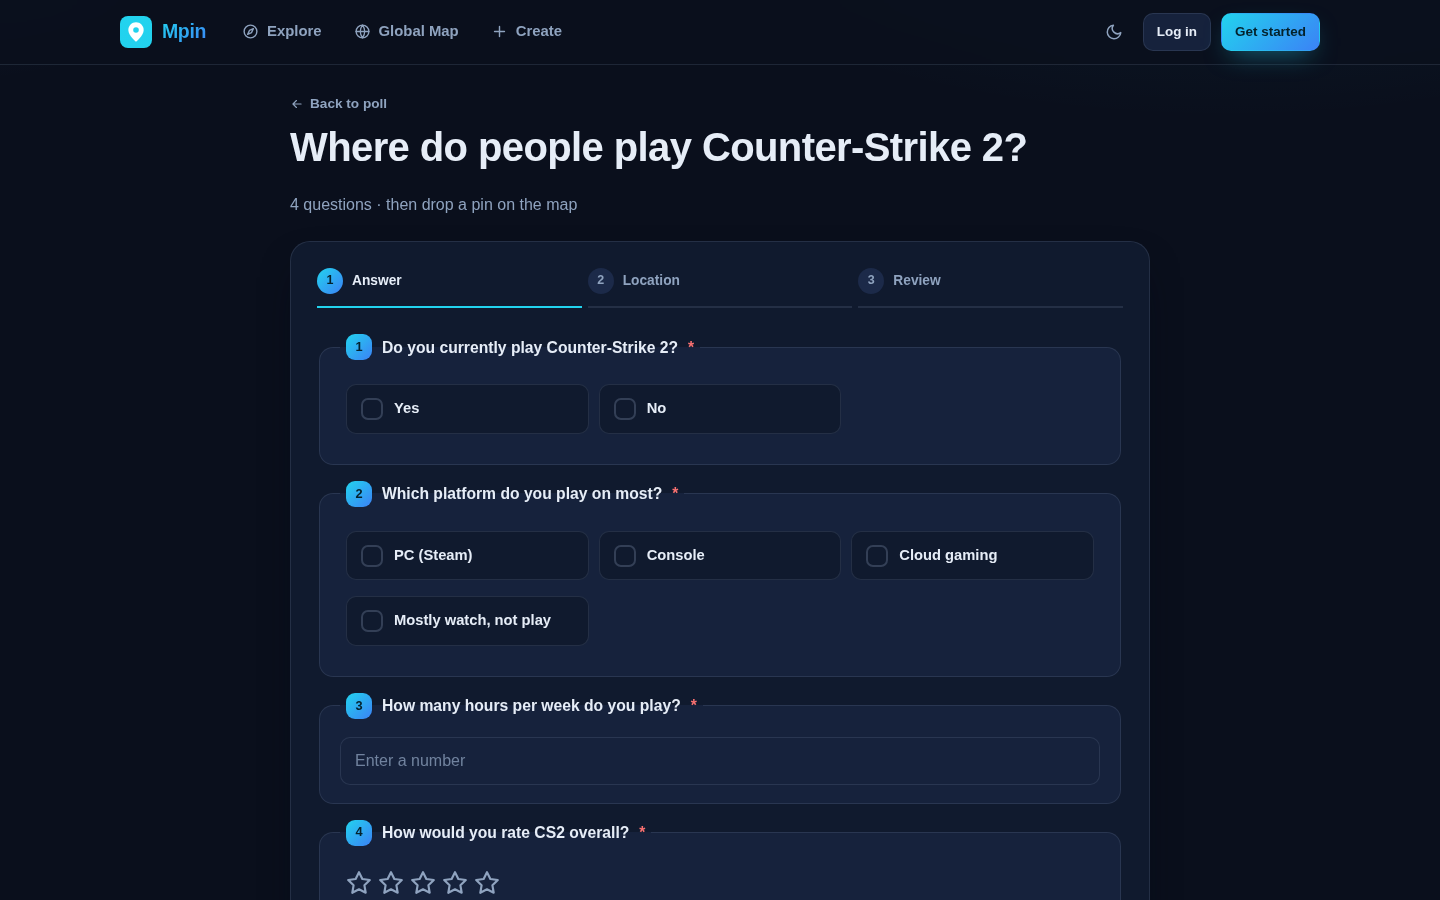 Mpin
Explore
Global Map
Create
Log in
Get started
Back to poll
Where do people play Counter-Strike 2?
4 questions · then drop a pin on the map
1 Answer
2 Location
3 Review
1 Do you currently play Counter-Strike 2? *
Yes
No
2 Which platform do you play on most? *
PC (Steam)
Console
Cloud gaming
Mostly watch, not play
3 How many hours per week do you play? *
Enter a number
4 How would you rate CS2 overall? *